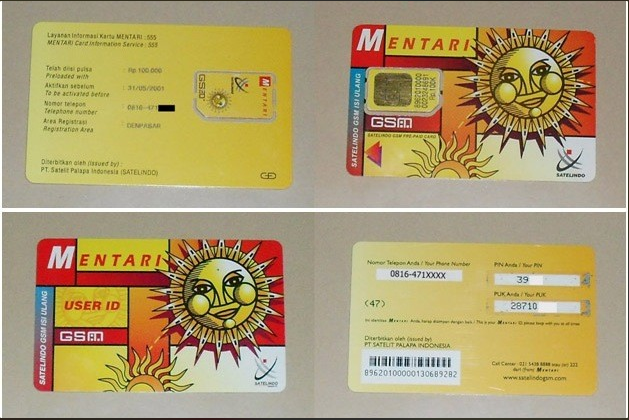 Layanan Informasi Kartu MENTARI : 555
MENTARI Card Information Service : 555
Telah diisi pulsa : Rp 100,000
Preloaded with
Aktifkan sebelum : 31/05/2001
To be activated before
Nomor telepon : 0816-471
Telephone number
Area Registrasi : DENPASAR
Registration Area
Diterbitkan oleh (issued by) :
PT. Satelit Palapa Indonesia (SATELINDO)
MENTARI
GSM
MENTARI
SATELINDO GSM ISI ULANG
GSM
SATELINDO GSM PRE-PAID CARD
SATELINDO
MENTARI
USER ID
SATELINDO GSM ISI ULANG
GSM
SATELINDO
Nomor Telepon Anda / Your Phone Number
0816-471XXXX
PIN Anda / Your PIN
39
PUK Anda / Your PUK
28710
(47)
Diterbitkan oleh (issued by)
PT SATELIT PALAPA INDONESIA
89620100000130689282
www.satelindogsm.com